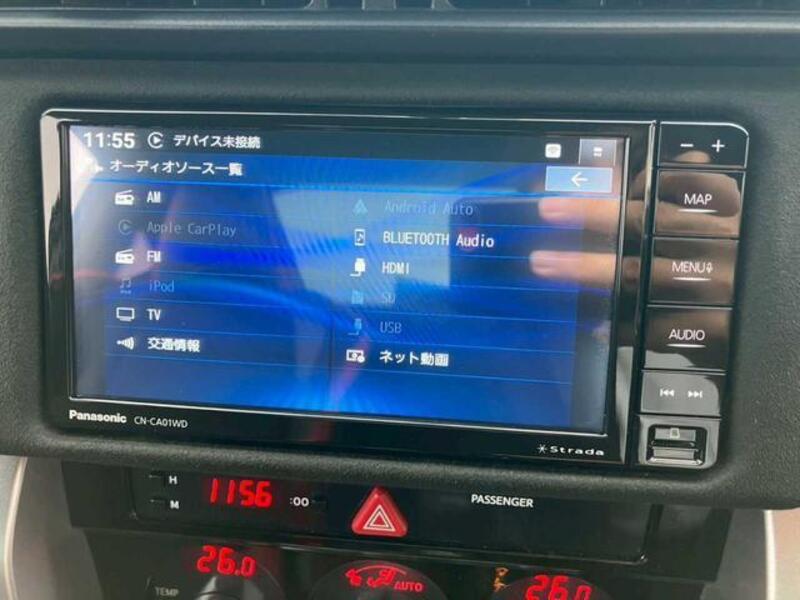 11:55 デバイス未接続
オーディオソース一覧
AM
Android Auto
Apple CarPlay
BLUETOOTH Audio
FM
HDMI
iPod
SD
TV
USB
交通情報
ネット動画
MAP
MENU
AUDIO
Panasonic CN-CA01WD
Strada
H
M
1156 :00
PASSENGER
26.0
TEMP
AUTO
26.0